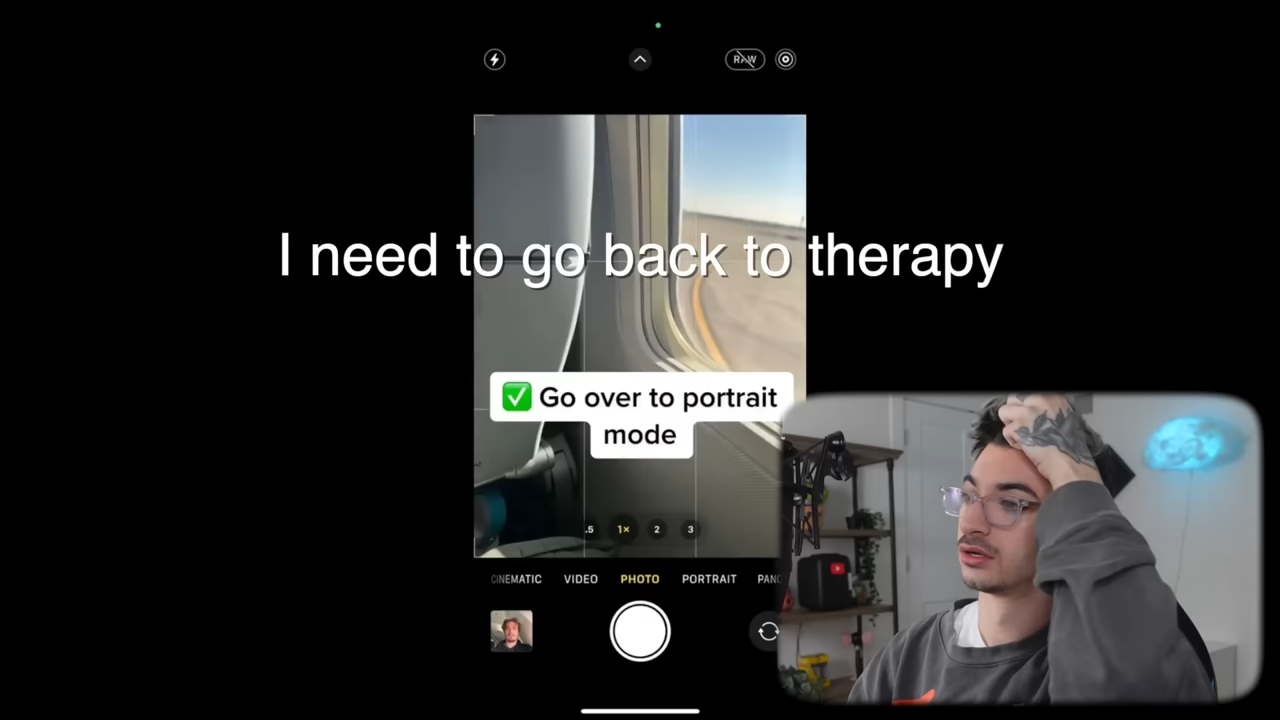 RAW
I need to go back to therapy
✅ Go over to portrait
mode
.5 1× 2 3
CINEMATIC VIDEO PHOTO PORTRAIT PANO